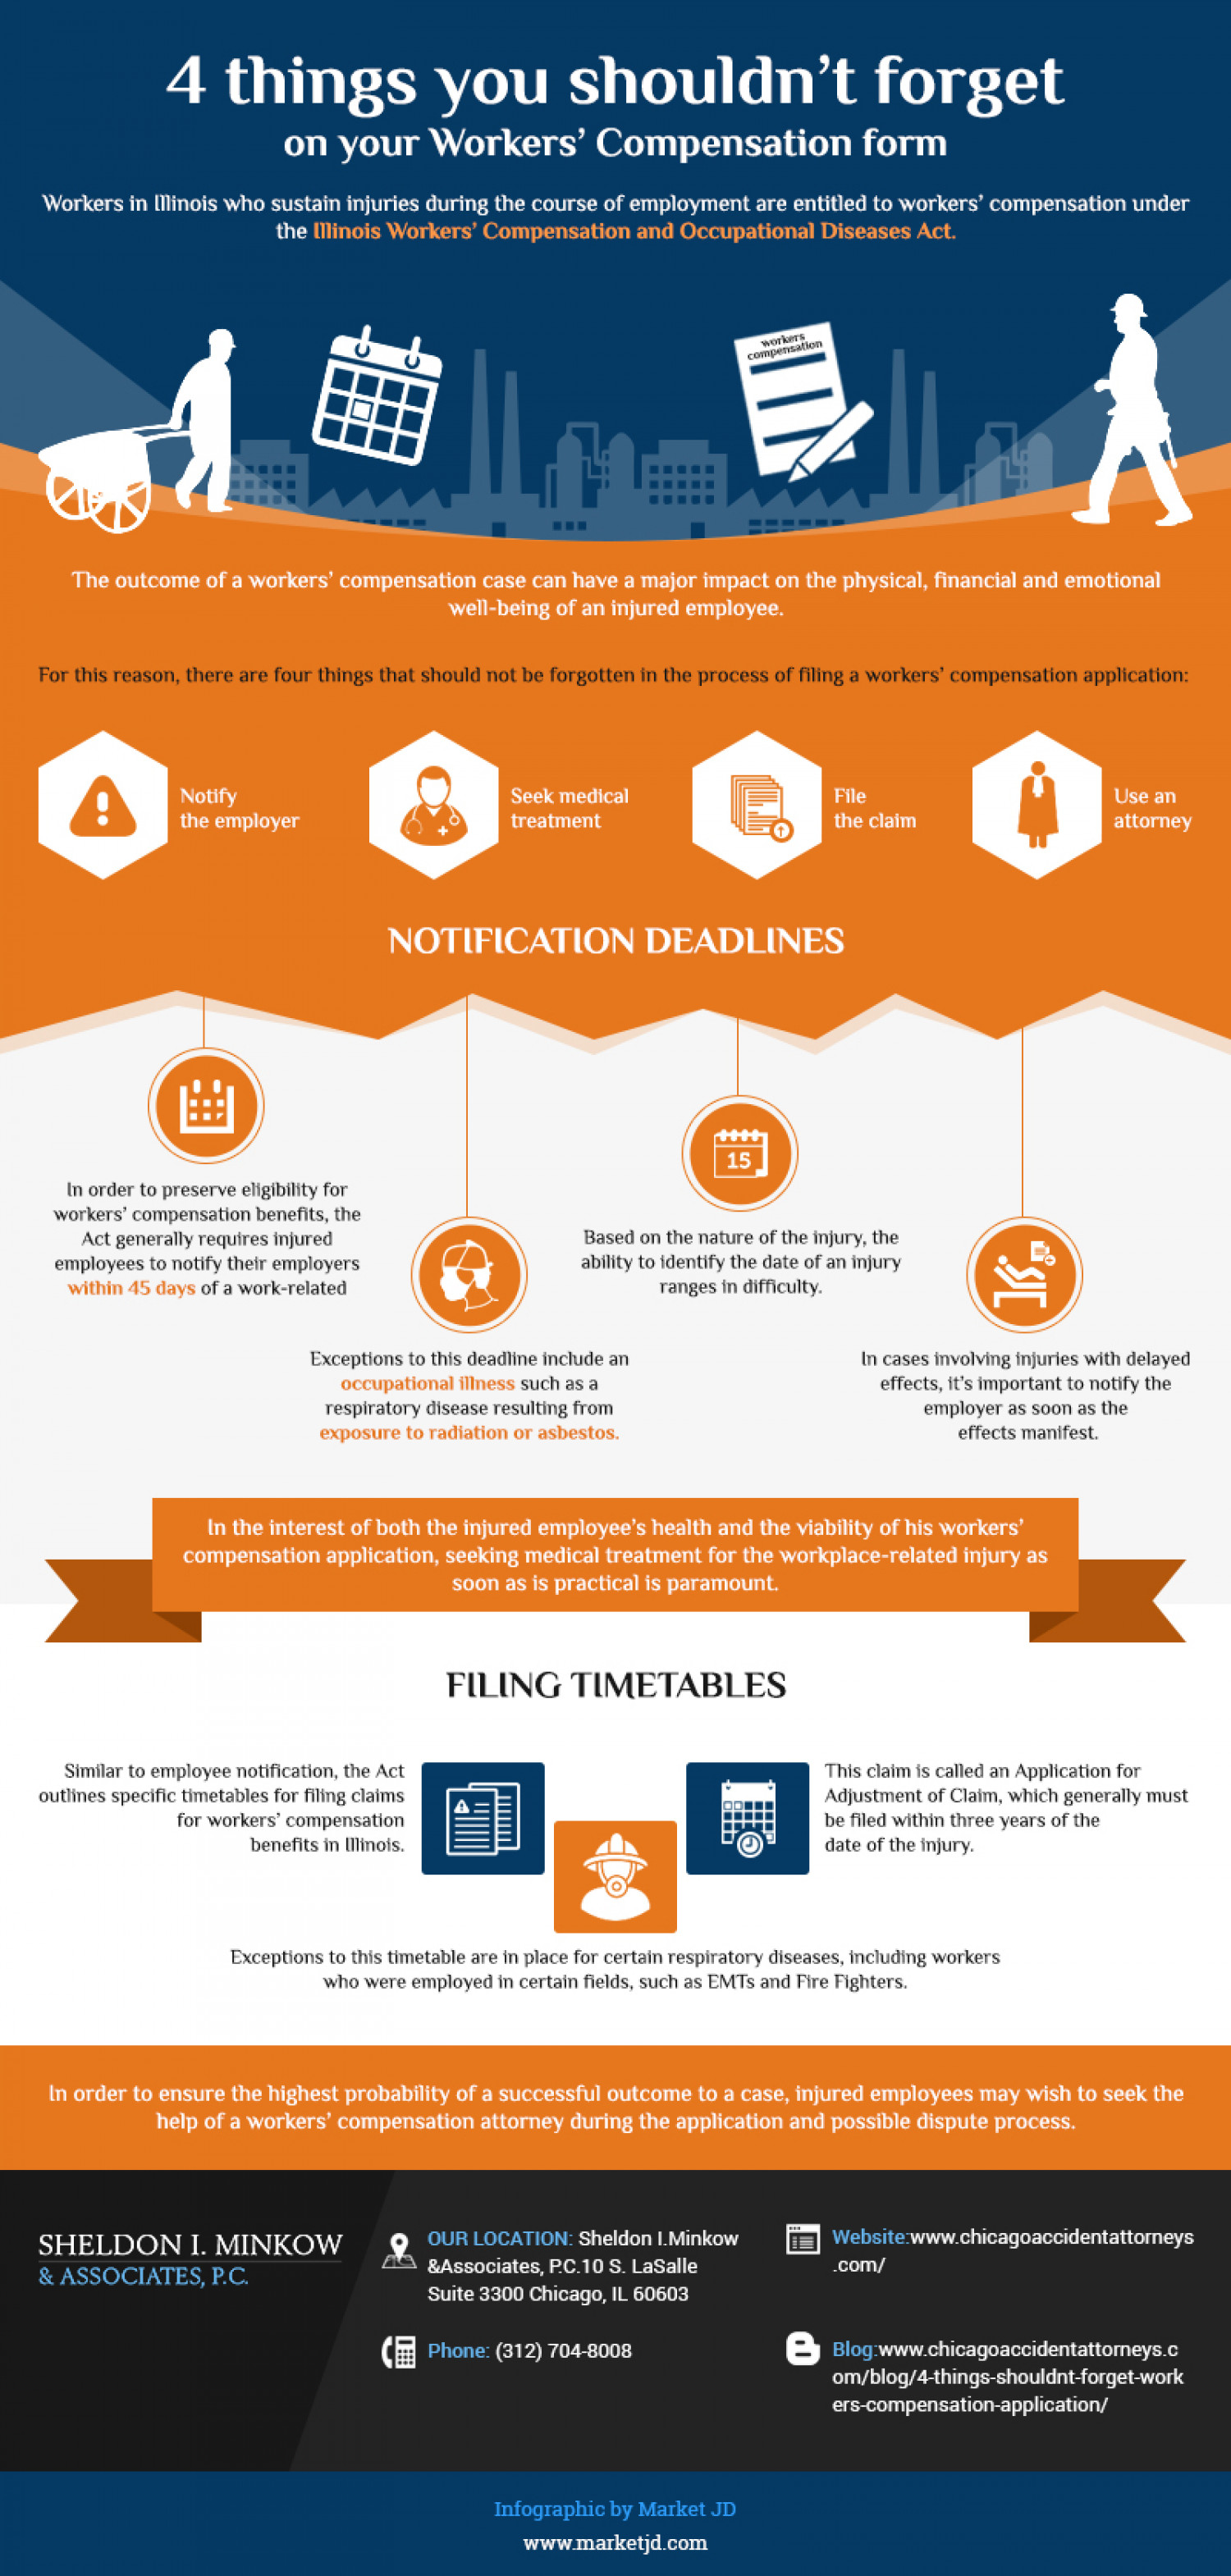 4 things you shouldn't forget
on your Workers' Compensation form
Workers in Illinois who sustain injuries during the course of employment are entitled to workers' compensation under
the Illinois Workers' Compensation and Occupational Diseases Act.
workers
compensation
The outcome of a workers' compensation case can have a major impact on the physical, financial and emotional
well-being of an injured employee.
For this reason, there are four things that should not be forgotten in the process of filing a workers' compensation application:
Notify
the employer
Seek medical
treatment
File
the claim
Use an
attorney
NOTIFICATION DEADLINES
In order to preserve eligibility for
workers' compensation benefits, the
Act generally requires injured
employees to notify their employers
within 45 days of a work-related
Exceptions to this deadline include an
occupational illness such as a
respiratory disease resulting from
exposure to radiation or asbestos.
15
Based on the nature of the injury, the
ability to identify the date of an injury
ranges in difficulty.
In cases involving injuries with delayed
effects, it's important to notify the
employer as soon as the
effects manifest.
In the interest of both the injured employee's health and the viability of his workers'
compensation application, seeking medical treatment for the workplace-related injury as
soon as is practical is paramount.
FILING TIMETABLES
Similar to employee notification, the Act
outlines specific timetables for filing claims
for workers' compensation
benefits in Illinois.
This claim is called an Application for
Adjustment of Claim, which generally must
be filed within three years of the
date of the injury.
Exceptions to this timetable are in place for certain respiratory diseases, including workers
who were employed in certain fields, such as EMTs and Fire Fighters.
In order to ensure the highest probability of a successful outcome to a case, injured employees may wish to seek the
help of a workers' compensation attorney during the application and possible dispute process.
SHELDON I. MINKOW
& ASSOCIATES, P.C.
OUR LOCATION: Sheldon I.Minkow
&Associates, P.C.10 S. LaSalle
Suite 3300 Chicago, IL 60603
Phone: (312) 704-8008
Website:www.chicagoaccidentattorneys
.com/
Blog:www.chicagoaccidentattorneys.c
om/blog/4-things-shouldnt-forget-work
ers-compensation-application/
Infographic by Market JD
www.marketjd.com